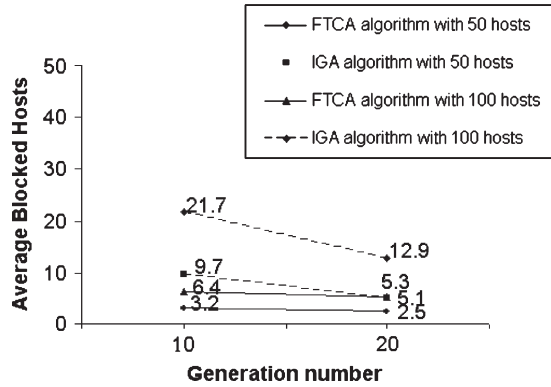 FTCA algorithm with 50 hosts
IGA algorithm with 50 hosts
FTCA algorithm with 100 hosts
IGA algorithm with 100 hosts
Average Blocked Hosts
50
40
30
20
10
0
21.7
12.9
9.7
5.3
6.4
5.1
3.2
2.5
10
20
Generation number